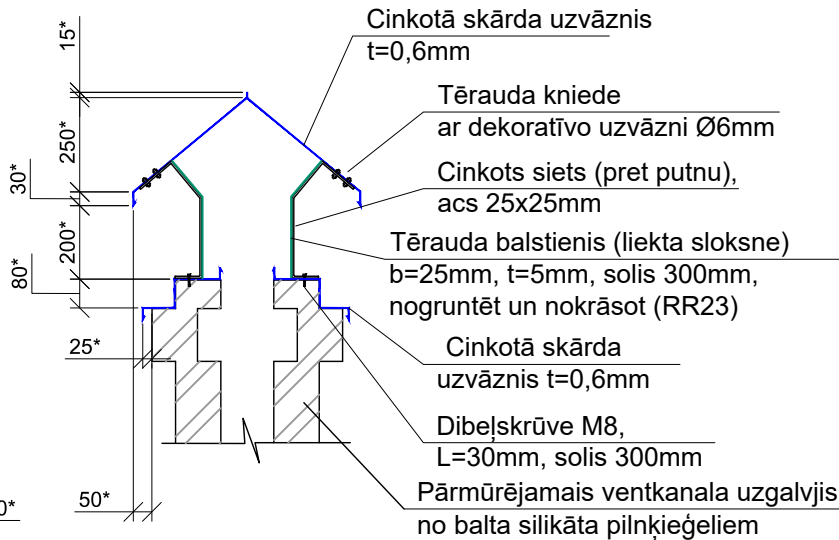 Cinkotā skārda uzvāznis
t=0,6mm
Tērauda kniede
ar dekoratīvo uzvāzni Ø6mm
Cinkots siets (pret putnu),
acs 25x25mm
Tērauda balstienis (liekta sloksne)
b=25mm, t=5mm, solis 300mm,
nogruntēt un nokrāsot (RR23)
Cinkotā skārda
uzvāznis t=0,6mm
Dibeļskrūve M8,
L=30mm, solis 300mm
Pārmūrējamais ventkanala uzgalvjis
no balta silikāta pilnķieģeliem
15*
250*
30*
200*
80*
25*
50*
0*